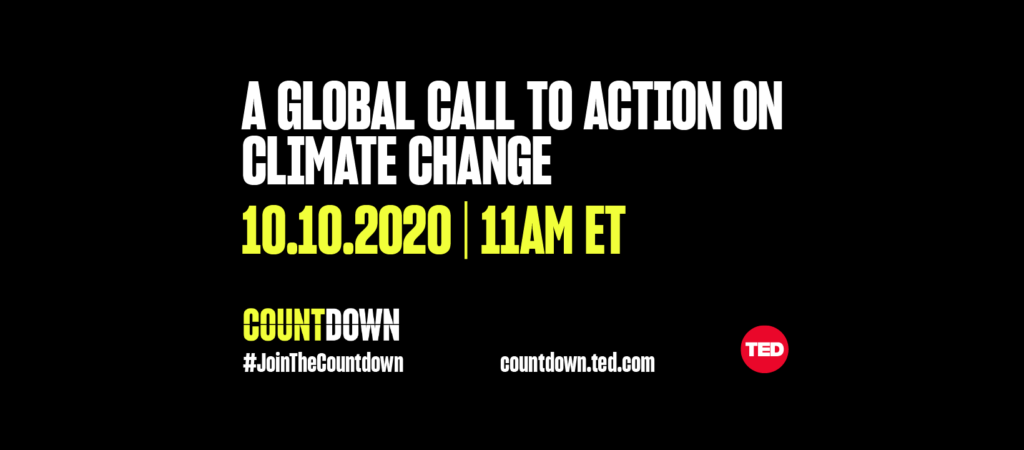 A GLOBAL CALL TO ACTION ON
CLIMATE CHANGE
10.10.2020 | 11AM ET
COUNTDOWN
#JoinTheCountdown
countdown.ted.com
TED